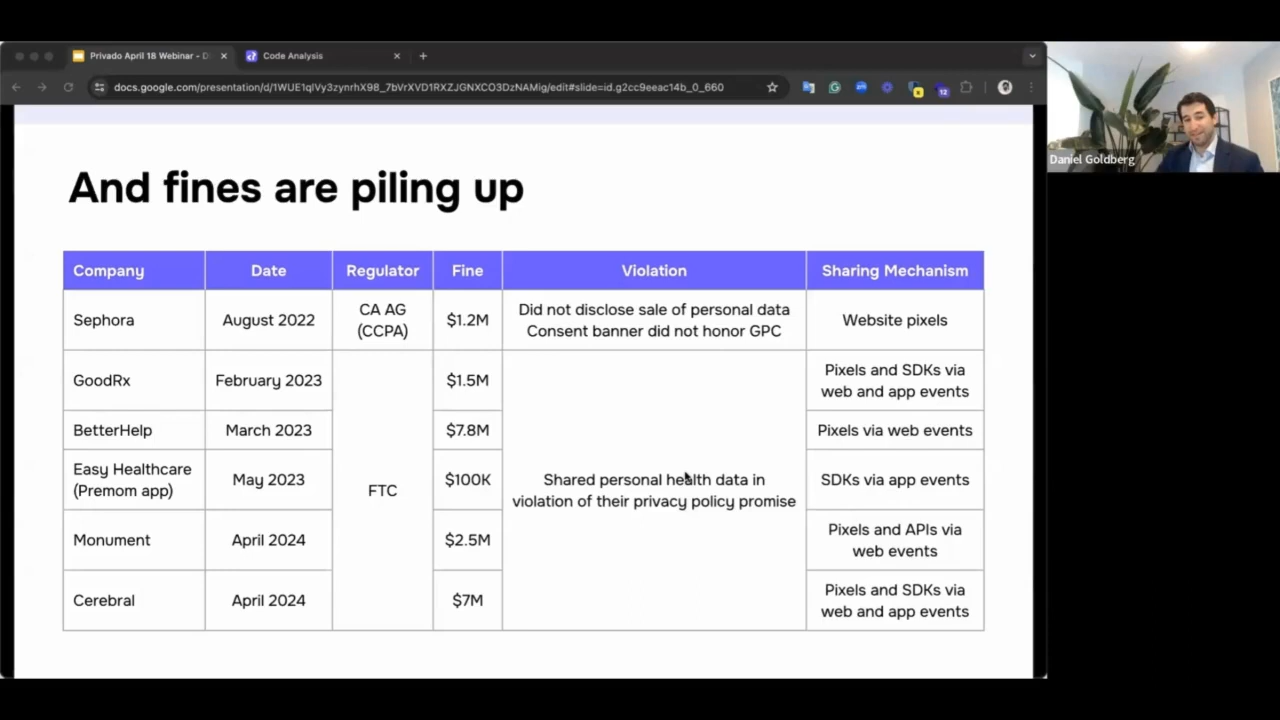 Privado April 18 Webinar - D
Code Analysis
docs.google.com/presentation/d/1WUE1qIVy3zynrhX98_7bVrXVD1RXZJGNXCO3DzNAMig/edit#slide=id.g2cc9eeac14b_0_660
12
Daniel Goldberg
And fines are piling up
Company Date Regulator Fine Violation Sharing Mechanism
Sephora August 2022 CA AG (CCPA) $1.2M Did not disclose sale of personal data Consent banner did not honor GPC Website pixels
GoodRx February 2023 $1.5M Pixels and SDKs via web and app events
BetterHelp March 2023 $7.8M Pixels via web events
Easy Healthcare (Premom app) May 2023 FTC $100K Shared personal health data in violation of their privacy policy promise SDKs via app events
Monument April 2024 $2.5M Pixels and APIs via web events
Cerebral April 2024 $7M Pixels and SDKs via web and app events